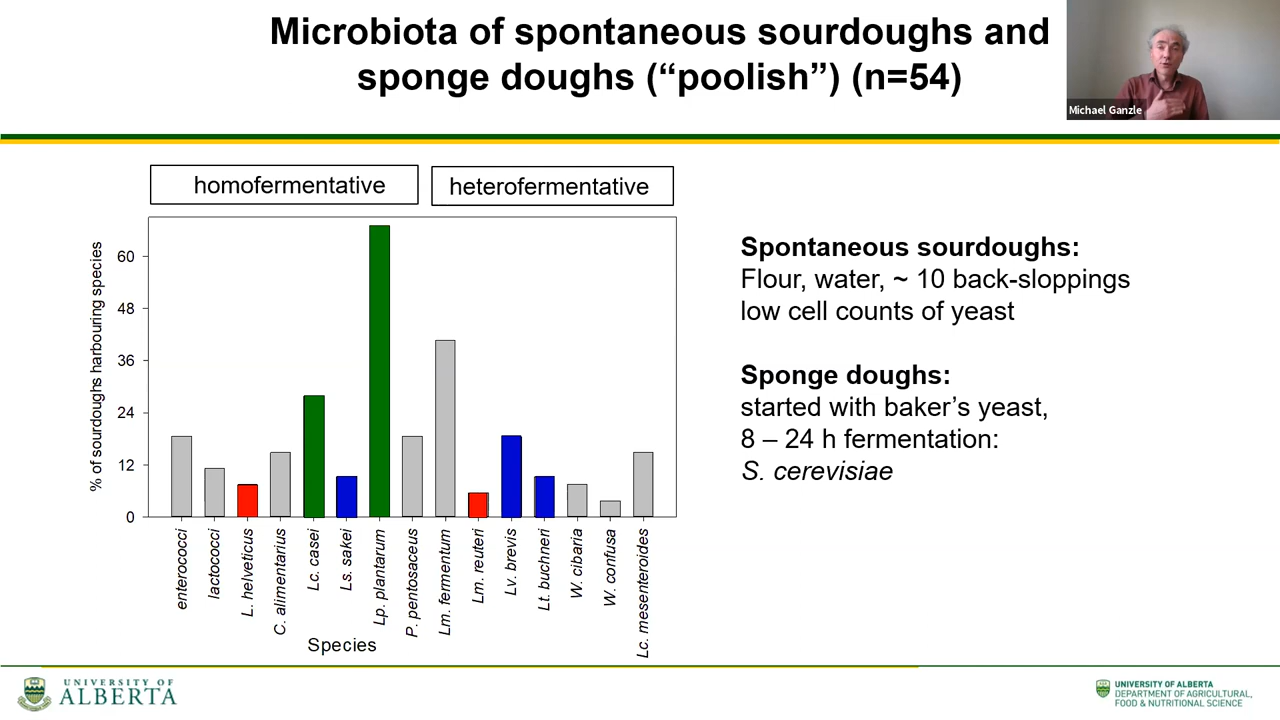 Microbiota of spontaneous sourdoughs and
sponge doughs (“poolish”) (n=54)
Michael Ganzle
homofermentative
heterofermentative
% of sourdoughs harbouring species
60
48
36
24
12
0
enterococci
lactococci
L. helveticus
C. alimentarius
Lc. casei
Ls. sakei
Lp. plantarum
P. pentosaceus
Lm. fermentum
Lm. reuteri
Lv. brevis
Lt. buchneri
W. cibaria
W. confusa
Lc. mesenteroides
Species
Spontaneous sourdoughs:
Flour, water, ~ 10 back-sloppings
low cell counts of yeast
Sponge doughs:
started with baker’s yeast,
8 – 24 h fermentation:
S. cerevisiae
UNIVERSITY OF
ALBERTA
UNIVERSITY OF ALBERTA
DEPARTMENT OF AGRICULTURAL,
FOOD & NUTRITIONAL SCIENCE